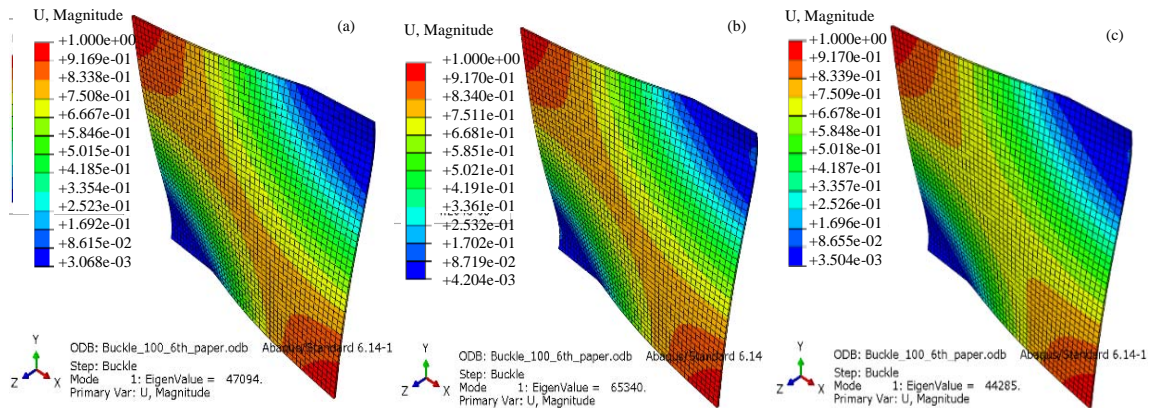 U, Magnitude
(a)
+1.000e+00
+9.169e-01
+8.338e-01
+7.508e-01
+6.667e-01
+5.846e-01
+5.015e-01
+4.185e-01
+3.354e-01
+2.523e-01
+1.692e-01
+8.615e-02
+3.068e-03
Y
Z
X
ODB: Buckle_100_6th_paper.odb Abaqus/Standard 6.14-1
Step: Buckle
Mode 1: EigenValue = 47094.
Primary Var: U, Magnitude
U, Magnitude
(b)
+1.000e+00
+9.170e-01
+8.340e-01
+7.511e-01
+6.681e-01
+5.851e-01
+5.021e-01
+4.191e-01
+3.361e-01
+2.532e-01
+1.702e-01
+8.719e-02
+4.204e-03
Y
Z
X
ODB: Buckle_100_6th_paper.odb Abaqus/Standard 6.14
Step: Buckle
Mode 1: EigenValue = 65340.
Primary Var: U, Magnitude
U, Magnitude
(c)
+1.000e+00
+9.170e-01
+8.339e-01
+7.509e-01
+6.678e-01
+5.848e-01
+5.018e-01
+4.187e-01
+3.357e-01
+2.526e-01
+1.696e-01
+8.655e-02
+3.504e-03
Y
Z
X
ODB: Buckle_100_6th_paper.odb Abaqus/Standard 6.14-1
Step: Buckle
Mode 1: EigenValue = 44285.
Primary Var: U, Magnitude